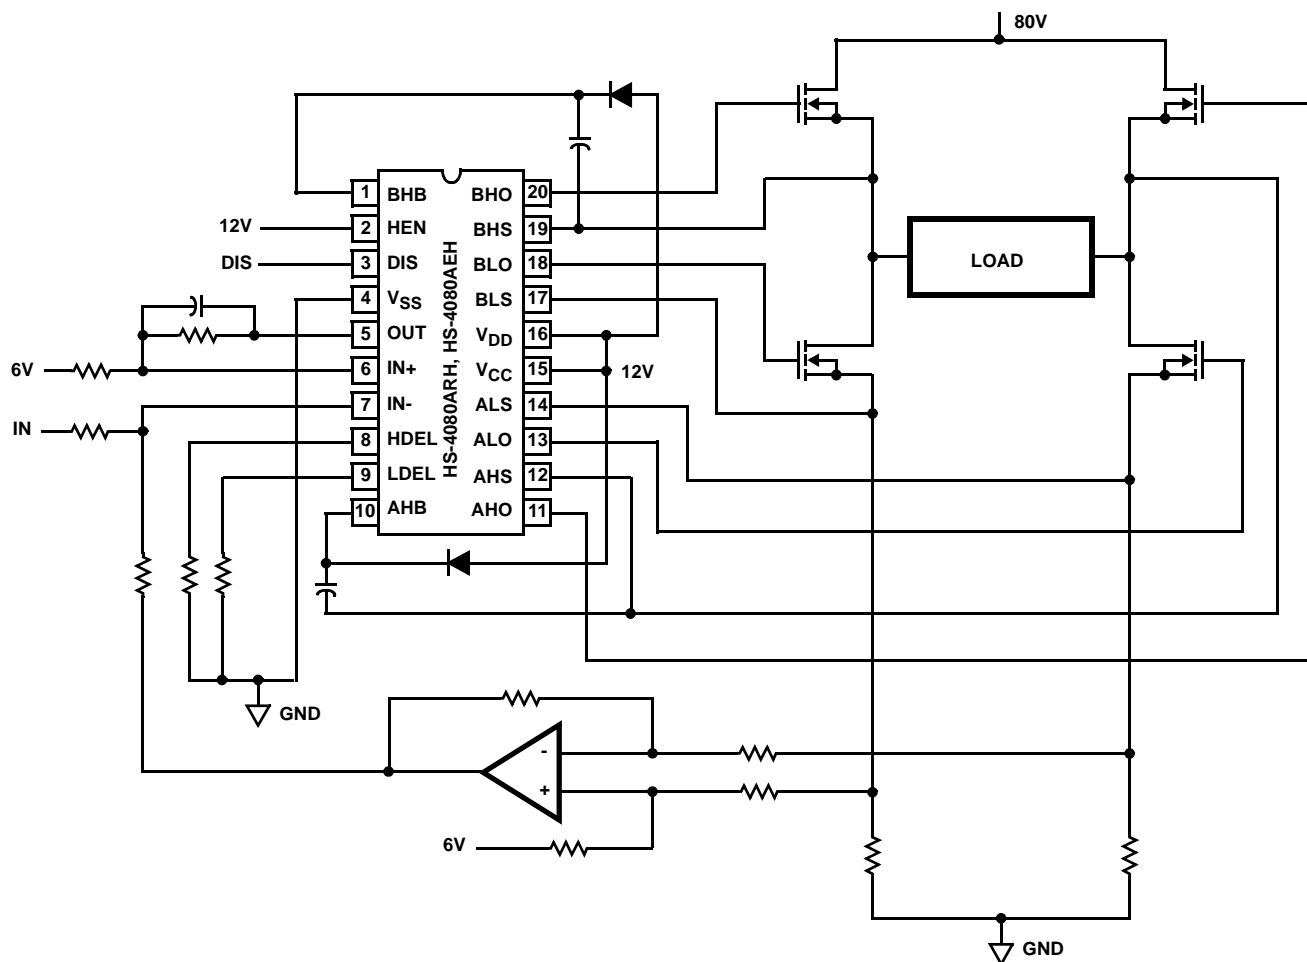 80V
1 BHB BHO 20
12V 2 HEN BHS 19
DIS 3 DIS BLO 18
4 VSS BLS 17
5 OUT VDD 16
6V 6 IN+ VCC 15 12V
IN 7 IN- ALS 14
8 HDEL ALO 13
9 LDEL AHS 12
10 AHB AHO 11
HS-4080ARH, HS-4080AEH
LOAD
GND
-
+
6V
GND